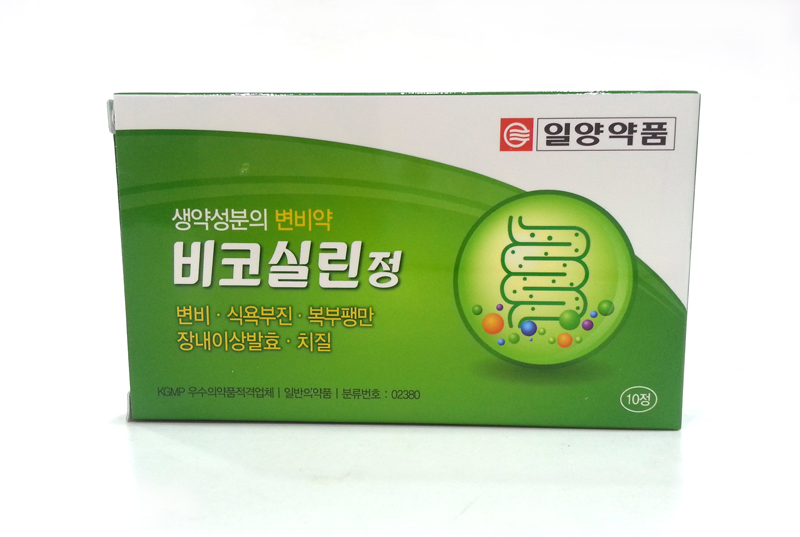 일양약품
생약성분의 변비약
비코실린정
변비 · 식욕부진 · 복부팽만
장내이상발효 · 치질
KGMP 우수의약품적격업체 | 일반의약품 | 분류번호 : 02380
10정